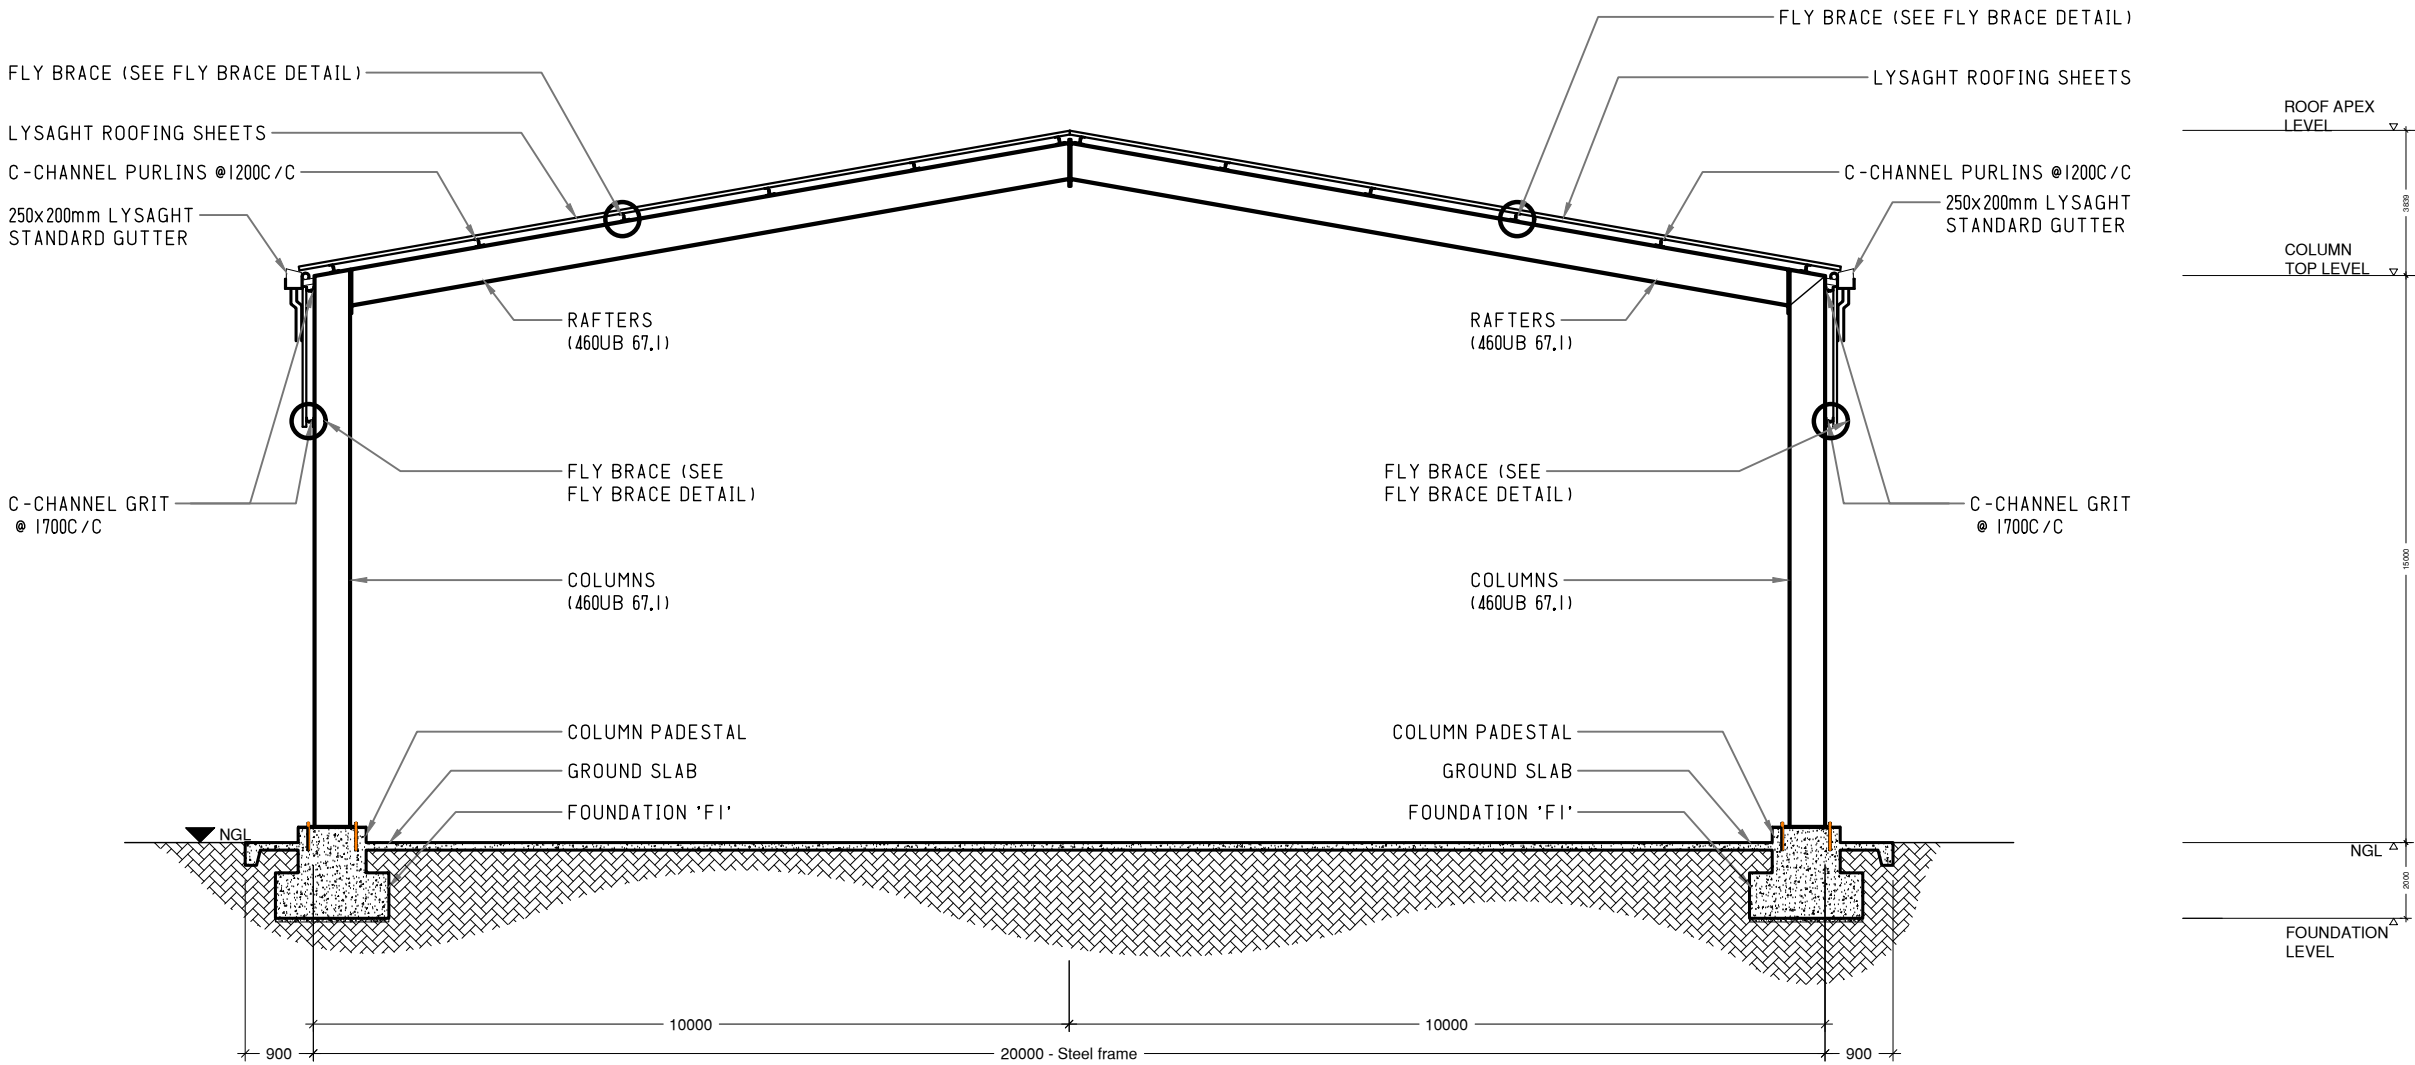 FLY BRACE (SEE FLY BRACE DETAIL)
FLY BRACE (SEE FLY BRACE DETAIL)
LYSAGHT ROOFING SHEETS
ROOF APEX
LEVEL
LYSAGHT ROOFING SHEETS
C-CHANNEL PURLINS @1200C/C
C-CHANNEL PURLINS @1200C/C
3839
250x200mm LYSAGHT
STANDARD GUTTER
250x200mm LYSAGHT
STANDARD GUTTER
COLUMN
TOP LEVEL
RAFTERS
(460UB 67.1)
RAFTERS
(460UB 67.1)
FLY BRACE (SEE
FLY BRACE DETAIL)
FLY BRACE (SEE
FLY BRACE DETAIL)
C-CHANNEL GRIT
@ 1700C/C
C-CHANNEL GRIT
@ 1700C/C
15000
COLUMNS
(460UB 67.1)
COLUMNS
(460UB 67.1)
COLUMN PADESTAL
COLUMN PADESTAL
GROUND SLAB
GROUND SLAB
FOUNDATION 'F1'
FOUNDATION 'F1'
NGL
NGL
2000
FOUNDATION
LEVEL
10000
10000
900
20000 - Steel frame
900